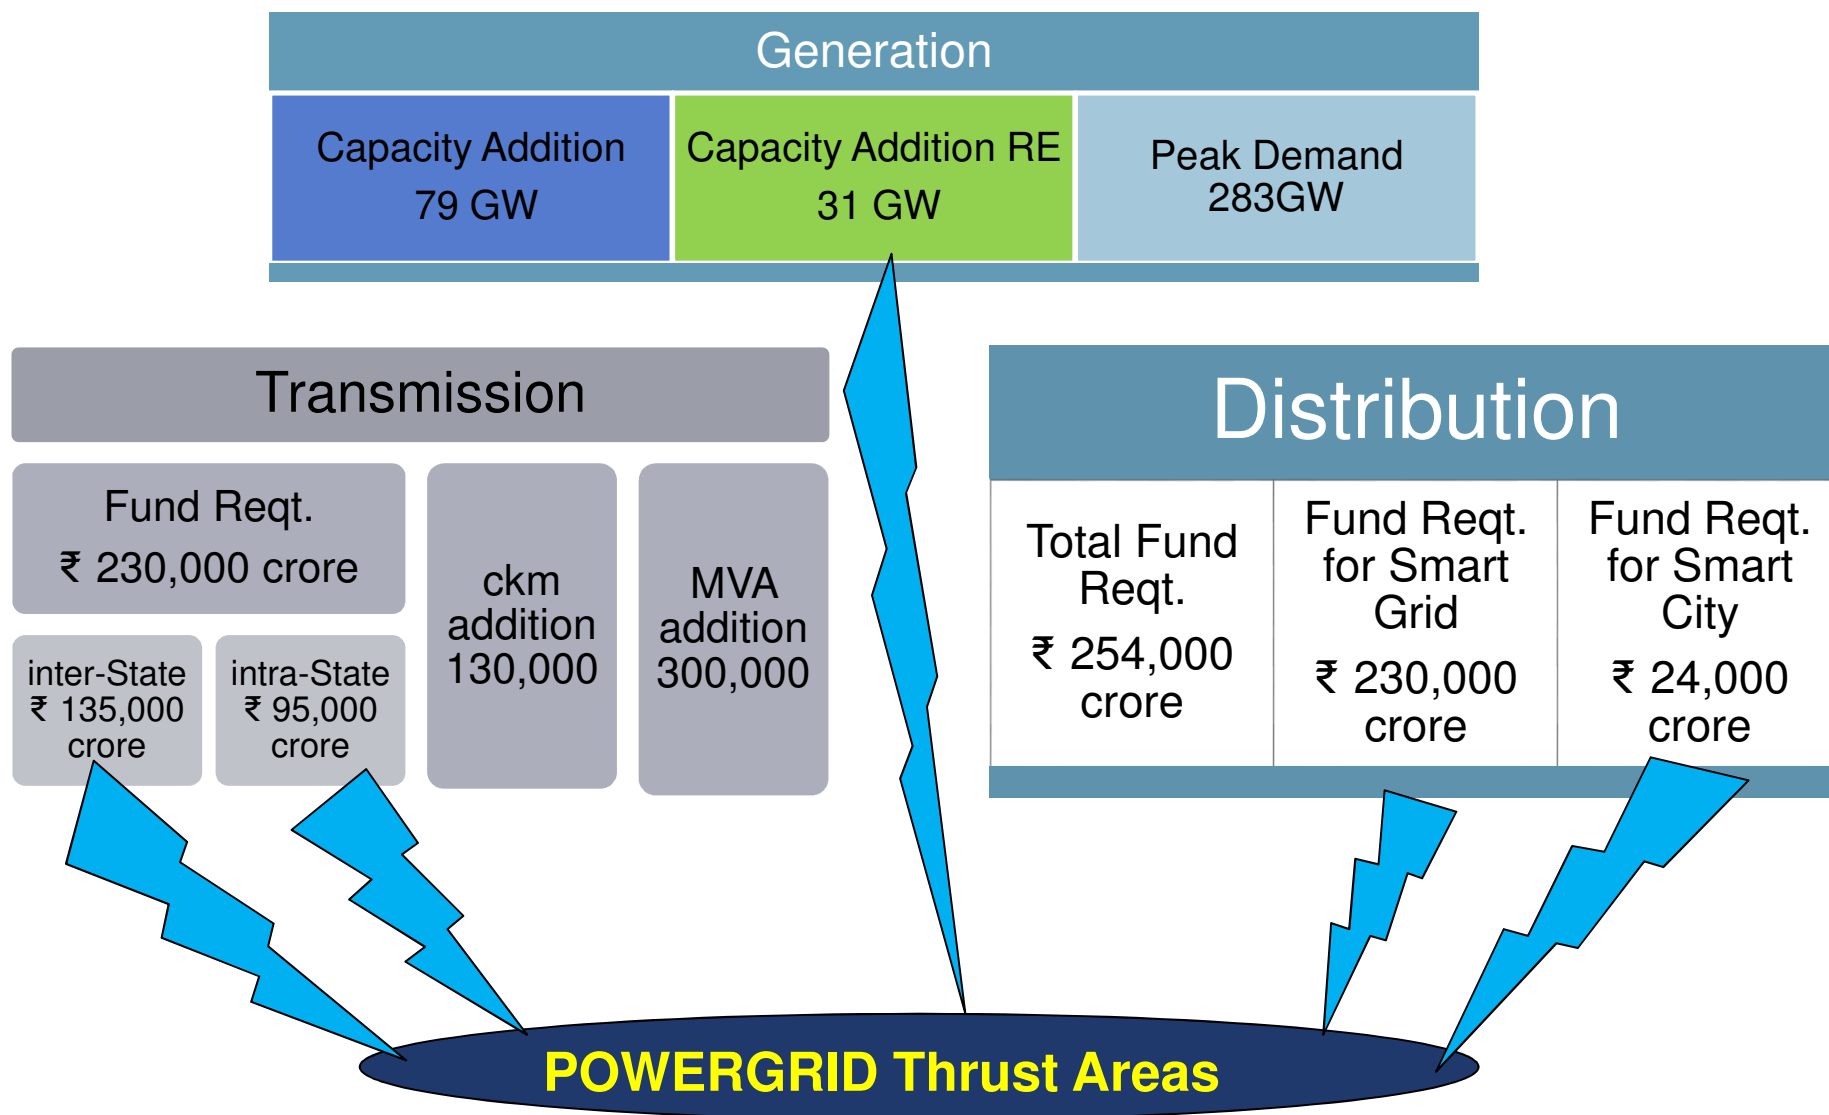 Generation
Capacity Addition
79 GW
Capacity Addition RE
31 GW
Peak Demand
283GW
Transmission
Fund Reqt.
₹ 230,000 crore
inter-State
₹ 135,000
crore
intra-State
₹ 95,000
crore
ckm
addition
130,000
MVA
addition
300,000
Distribution
Total Fund
Reqt.
₹ 254,000
crore
Fund Reqt.
for Smart
Grid
₹ 230,000
crore
Fund Reqt.
for Smart
City
₹ 24,000
crore
POWERGRID Thrust Areas